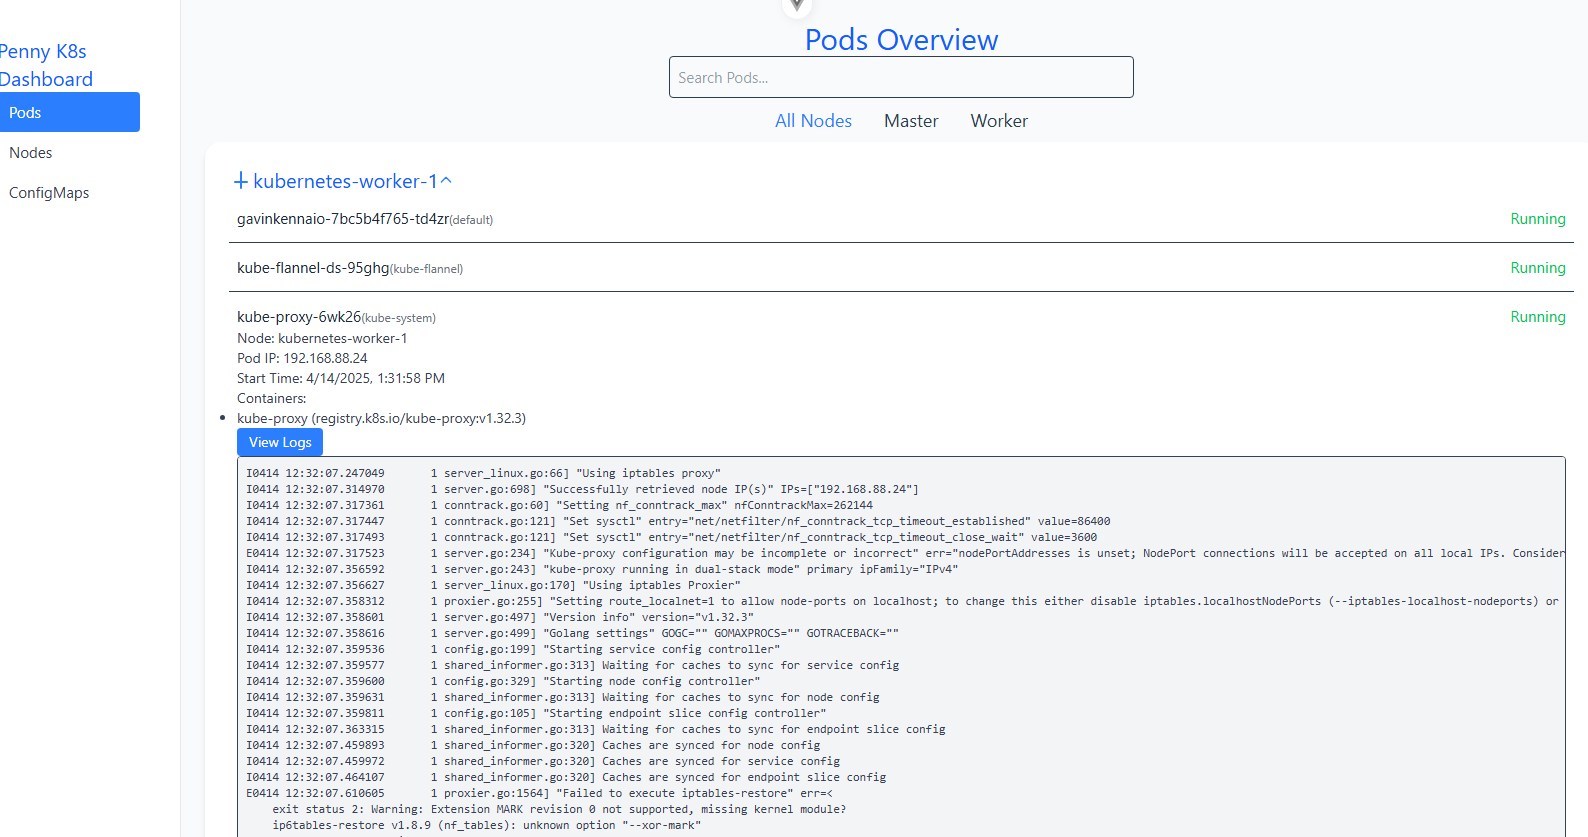 Penny K8s
Dashboard
Pods
Nodes
ConfigMaps
Pods Overview
Search Pods...
All Nodes Master Worker
kubernetes-worker-1
gavinkennaio-7bc5b4f765-td4zr(default) Running
kube-flannel-ds-95ghg(kube-flannel) Running
kube-proxy-6wk26(kube-system) Running
Node: kubernetes-worker-1
Pod IP: 192.168.88.24
Start Time: 4/14/2025, 1:31:58 PM
Containers:
kube-proxy (registry.k8s.io/kube-proxy:v1.32.3)
View Logs
I0414 12:32:07.247049       1 server_linux.go:66] "Using iptables proxy"
I0414 12:32:07.314970       1 server.go:698] "Successfully retrieved node IP(s)" IPs=["192.168.88.24"]
I0414 12:32:07.317361       1 conntrack.go:60] "Setting nf_conntrack_max" nfConntrackMax=262144
I0414 12:32:07.317447       1 conntrack.go:121] "Set sysctl" entry="net/netfilter/nf_conntrack_tcp_timeout_established" value=86400
I0414 12:32:07.317493       1 conntrack.go:121] "Set sysctl" entry="net/netfilter/nf_conntrack_tcp_timeout_close_wait" value=3600
E0414 12:32:07.317523       1 server.go:234] "Kube-proxy configuration may be incomplete or incorrect" err="nodePortAddresses is unset; NodePort connections will be accepted on all local IPs. Consider
I0414 12:32:07.356592       1 server.go:243] "kube-proxy running in dual-stack mode" primary ipFamily="IPv4"
I0414 12:32:07.356627       1 server_linux.go:170] "Using iptables Proxier"
I0414 12:32:07.358312       1 proxier.go:255] "Setting route_localnet=1 to allow node-ports on localhost; to change this either disable iptables.localhostNodePorts (--iptables-localhost-nodeports) or
I0414 12:32:07.358601       1 server.go:497] "Version info" version="v1.32.3"
I0414 12:32:07.358616       1 server.go:499] "Golang settings" GOGC="" GOMAXPROCS="" GOTRACEBACK=""
I0414 12:32:07.359536       1 config.go:199] "Starting service config controller"
I0414 12:32:07.359577       1 shared_informer.go:313] Waiting for caches to sync for service config
I0414 12:32:07.359600       1 config.go:329] "Starting node config controller"
I0414 12:32:07.359631       1 shared_informer.go:313] Waiting for caches to sync for node config
I0414 12:32:07.359811       1 config.go:105] "Starting endpoint slice config controller"
I0414 12:32:07.363315       1 shared_informer.go:313] Waiting for caches to sync for endpoint slice config
I0414 12:32:07.459893       1 shared_informer.go:320] Caches are synced for node config
I0414 12:32:07.459972       1 shared_informer.go:320] Caches are synced for service config
I0414 12:32:07.464107       1 shared_informer.go:320] Caches are synced for endpoint slice config
E0414 12:32:07.610605       1 proxier.go:1564] "Failed to execute iptables-restore" err=<
    exit status 2: Warning: Extension MARK revision 0 not supported, missing kernel module?
    ip6tables-restore v1.8.9 (nf_tables): unknown option "--xor-mark"